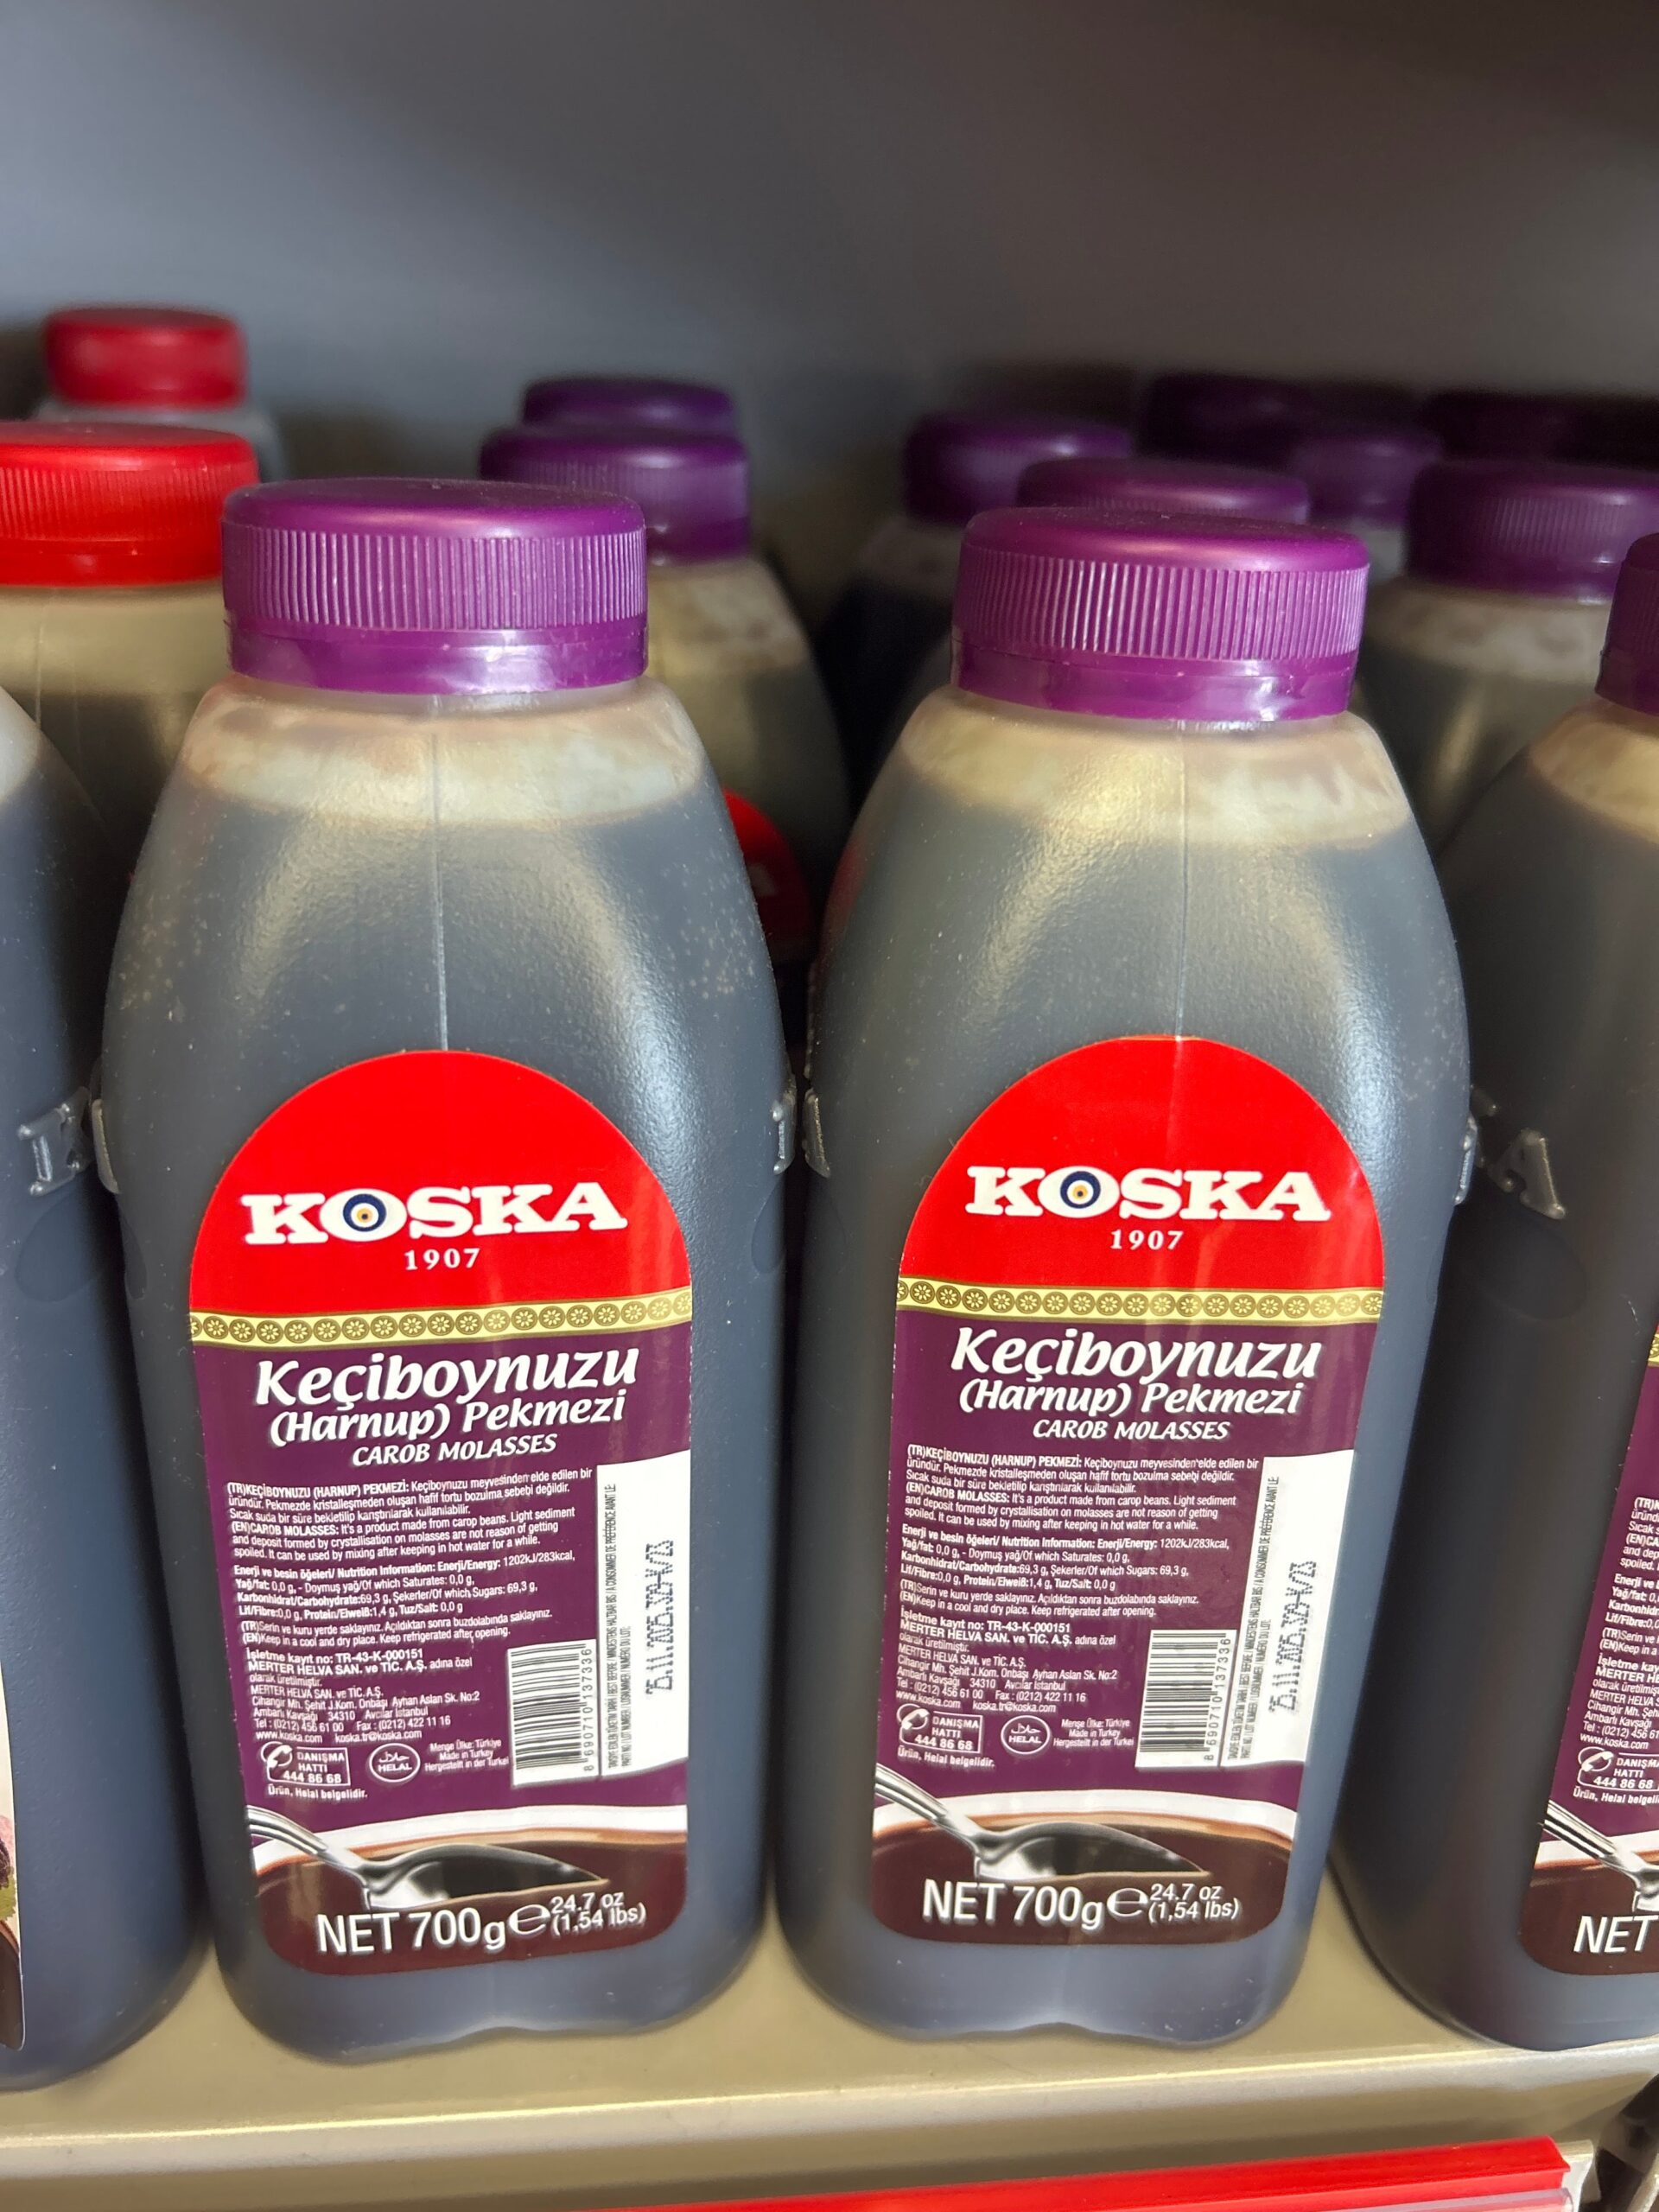 KOSKA
1907
Keçiboynuzu
(Harnup) Pekmezi
CAROB MOLASSES
(TR)KEÇİBOYNUZU (HARNUP) PEKMEZİ: Keçiboynuzu meyvesinden elde edilen bir
üründür. Pekmezde kristalleşmeden oluşan hafif tortu bozulma sebebi değildir.
Sıcak suda bir süre bekletilip karıştırılarak kullanılabilir.
(EN)CAROB MOLASSES: It's a product made from carop beans. Light sediment
and deposit formed by crystallisation on molasses are not reason of getting
spoiled. It can be used by mixing after keeping in hot water for a while.
Enerji ve besin öğeleri/ Nutrition Information: Enerji/Energy: 1202kJ/283kcal,
Yağ/fat: 0,0 g, - Doymuş yağ/Of which Saturates: 0,0 g,
Karbonhidrat/Carbohydrate:69,3 g, Şekerler/Of which Sugars: 69,3 g,
Lif/Fibre:0,0 g, Protein/Elweiß:1,4 g, Tuz/Salt: 0,0 g
(TR)Serin ve kuru yerde saklayınız. Açıldıktan sonra buzdolabında saklayınız.
(EN)Keep in a cool and dry place. Keep refrigerated after opening.
İşletme kayıt no: TR-43-K-000151
MERTER HELVA SAN. ve TİC. A.Ş. adına özel
olarak üretilmiştir.
MERTER HELVA SAN. ve TİC. A.Ş.
Cihangir Mh. Şehit J.Kom. Onbaşı Ayhan Aslan Sk. No:2
Ambarlı Kavşağı 34310 Avcılar İstanbul
Tel : (0212) 456 61 00 Fax : (0212) 422 11 16
www.koska.com koska.tr@koska.com
DANIŞMA
HATTI
444 86 68
HELAL
Menşe Ülke: Türkiye
Made in Turkey
Hergestellt in der Turkei
Ürün, Helal belgelidir.
8 690710 137336
25.11.2025.329-K/23
NET 700g e 24.7 oz
(1,54 lbs)
KOSKA
1907
Keçiboynuzu
(Harnup) Pekmezi
CAROB MOLASSES
(TR)KEÇİBOYNUZU (HARNUP) PEKMEZİ: Keçiboynuzu meyvesinden elde edilen bir
üründür. Pekmezde kristalleşmeden oluşan hafif tortu bozulma sebebi değildir.
Sıcak suda bir süre bekletilip karıştırılarak kullanılabilir.
(EN)CAROB MOLASSES: It's a product made from carop beans. Light sediment
and deposit formed by crystallisation on molasses are not reason of getting
spoiled. It can be used by mixing after keeping in hot water for a while.
Enerji ve besin öğeleri/ Nutrition Information: Enerji/Energy: 1202kJ/283kcal,
Yağ/fat: 0,0 g, - Doymuş yağ/Of which Saturates: 0,0 g,
Karbonhidrat/Carbohydrate:69,3 g, Şekerler/Of which Sugars: 69,3 g,
Lif/Fibre:0,0 g, Protein/Elweiß:1,4 g, Tuz/Salt: 0,0 g
(TR)Serin ve kuru yerde saklayınız. Açıldıktan sonra buzdolabında saklayınız.
(EN)Keep in a cool and dry place. Keep refrigerated after opening.
İşletme kayıt no: TR-43-K-000151
MERTER HELVA SAN. ve TİC. A.Ş. adına özel
olarak üretilmiştir.
MERTER HELVA SAN. ve TİC. A.Ş.
Cihangir Mh. Şehit J.Kom. Onbaşı Ayhan Aslan Sk. No:2
Ambarlı Kavşağı 34310 Avcılar İstanbul
Tel : (0212) 456 61 00 Fax : (0212) 422 11 16
www.koska.com koska.tr@koska.com
DANIŞMA
HATTI
444 86 68
HELAL
Menşe Ülke: Türkiye
Made in Turkey
Hergestellt in der Turkei
Ürün, Helal belgelidir.
8 690710 137336
25.11.2025.329-K/23
NET 700g e 24.7 oz
(1,54 lbs)
444 86 68
NET